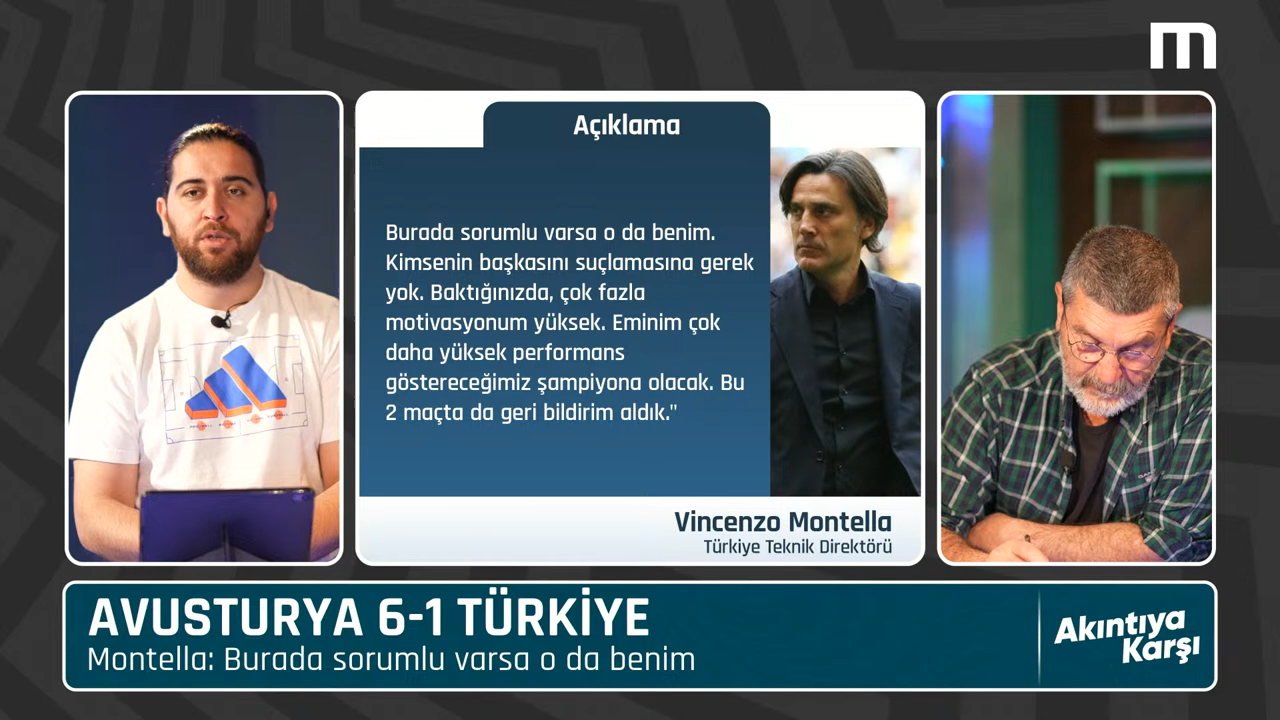 m
Açıklama
Burada sorumlu varsa o da benim.
Kimsenin başkasını suçlamasına gerek
yok. Baktığınızda, çok fazla
motivasyonum yüksek. Eminim çok
daha yüksek performans
göstereceğimiz şampiyona olacak. Bu
2 maçta da geri bildirim aldık."
Vincenzo Montella
Türkiye Teknik Direktörü
AVUSTURYA 6-1 TÜRKİYE
Montella: Burada sorumlu varsa o da benim
Akıntıya
Karşı